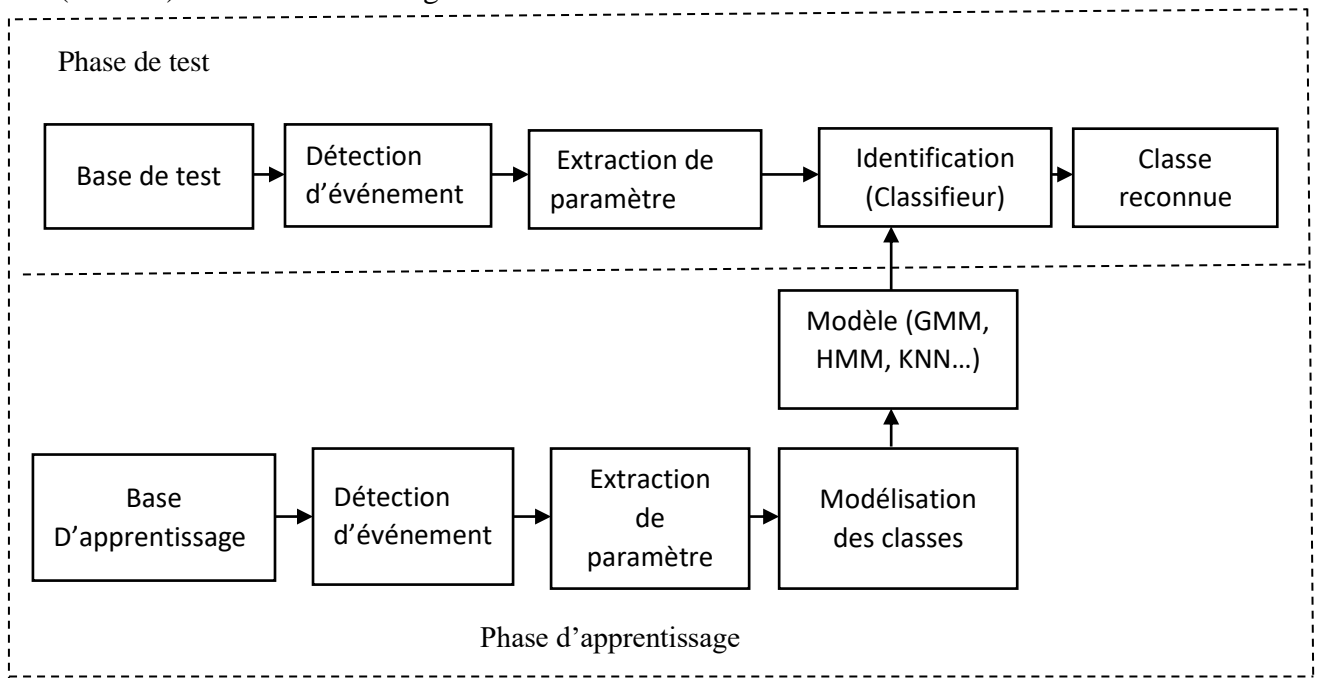 Phase de test
Base de test
Détection
d’événement
Extraction de
paramètre
Identification
(Classifieur)
Classe
reconnue
Modèle (GMM,
HMM, KNN…)
Base
D’apprentissage
Détection
d’événement
Extraction
de
paramètre
Modélisation
des classes
Phase d’apprentissage